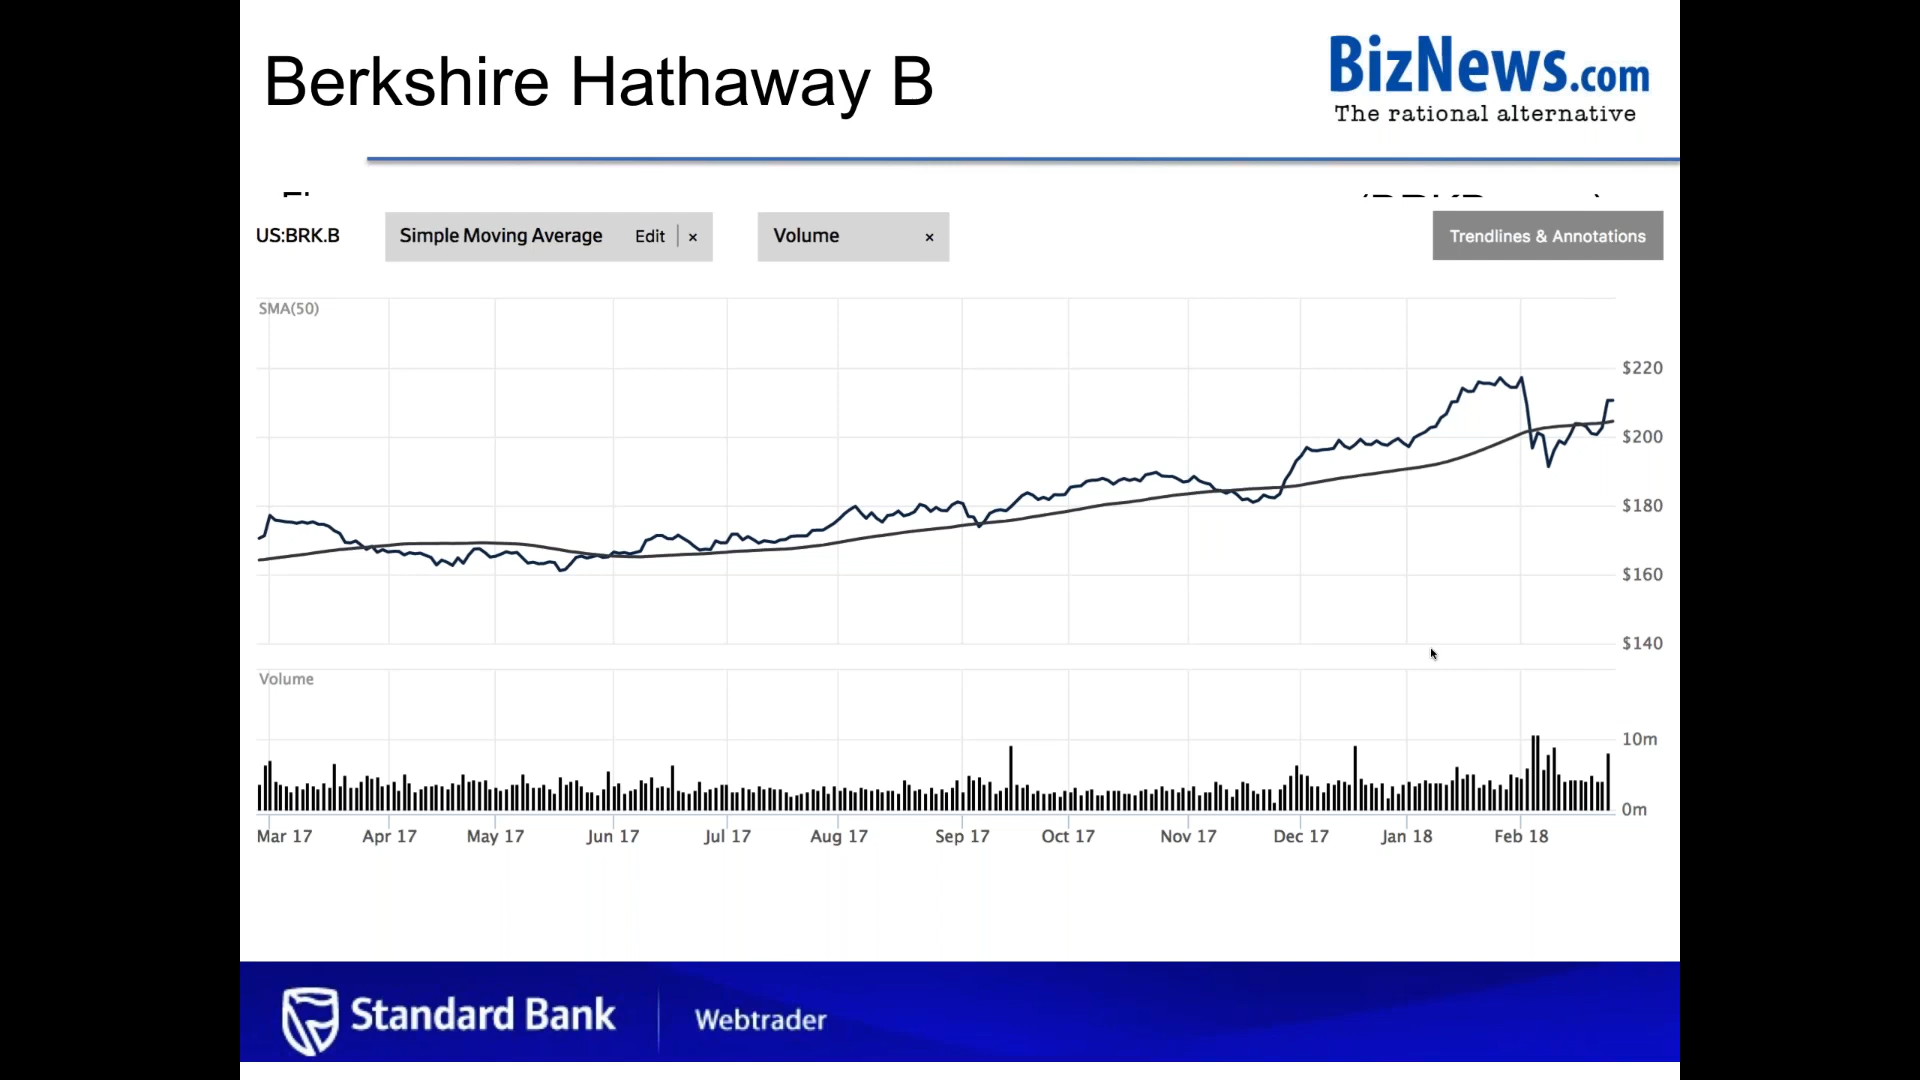 Berkshire Hathaway B
BizNews.com
The rational alternative
US:BRK.B
Simple Moving Average Edit ×
Volume ×
Trendlines & Annotations
SMA(50)
$220
$200
$180
$160
$140
Volume
10m
0m
Mar 17 Apr 17 May 17 Jun 17 Jul 17 Aug 17 Sep 17 Oct 17 Nov 17 Dec 17 Jan 18 Feb 18
Standard Bank Webtrader